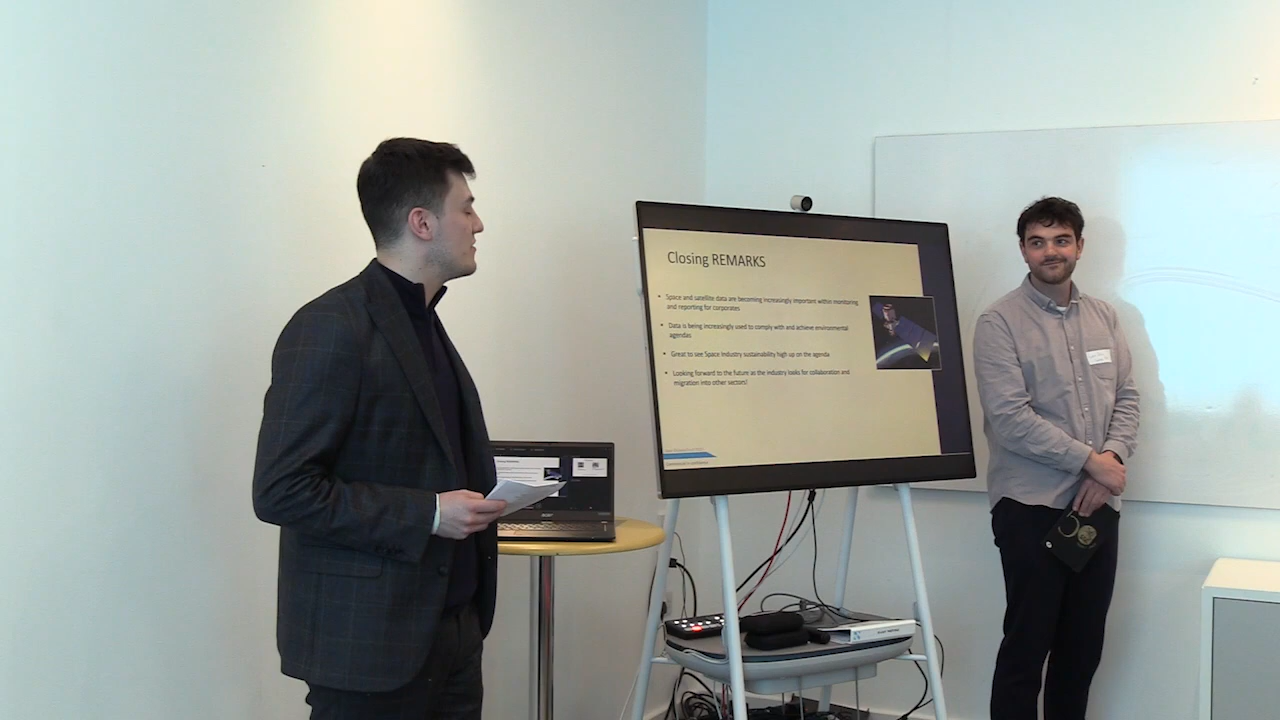 Closing REMARKS
• Space and satellite data are becoming increasingly important within monitoring
and reporting for corporates
• Data is being increasingly used to comply with and achieve environmental
agendas
• Great to see Space Industry sustainability high up on the agenda
• Looking forward to the future as the industry looks for collaboration and
migration into other sectors!
acer